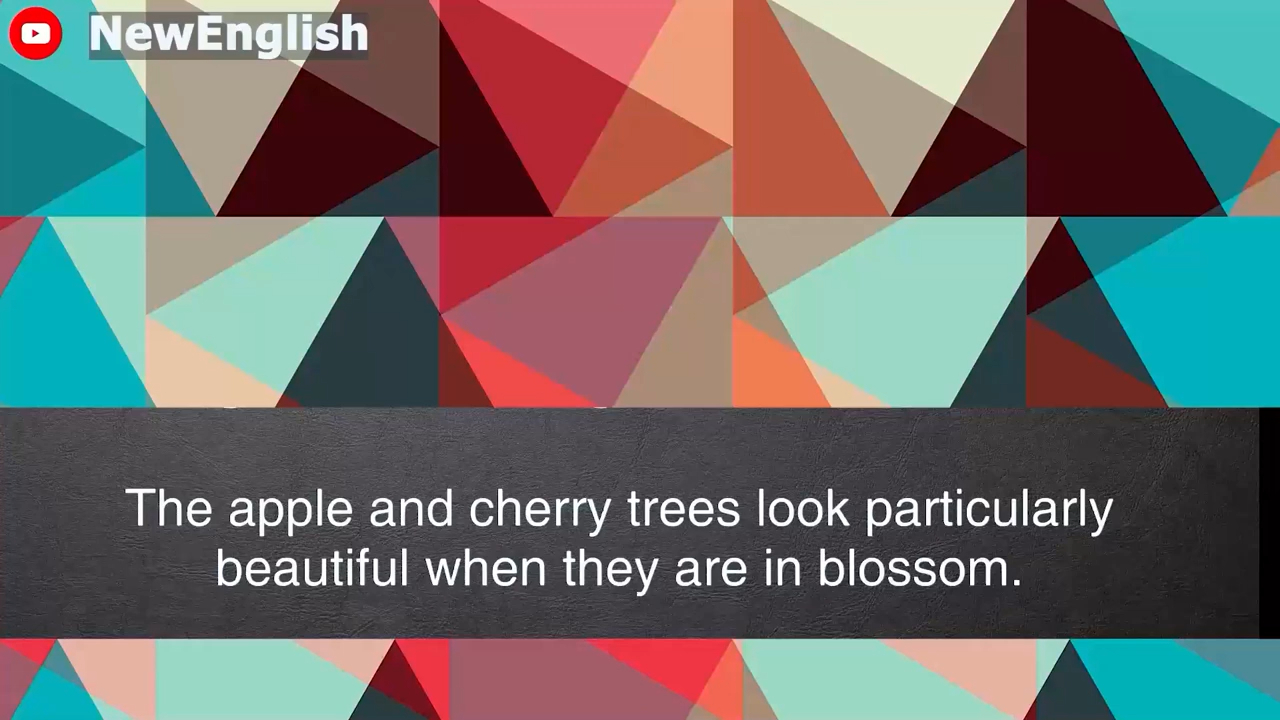 NewEnglish
The apple and cherry trees look particularly
beautiful when they are in blossom.